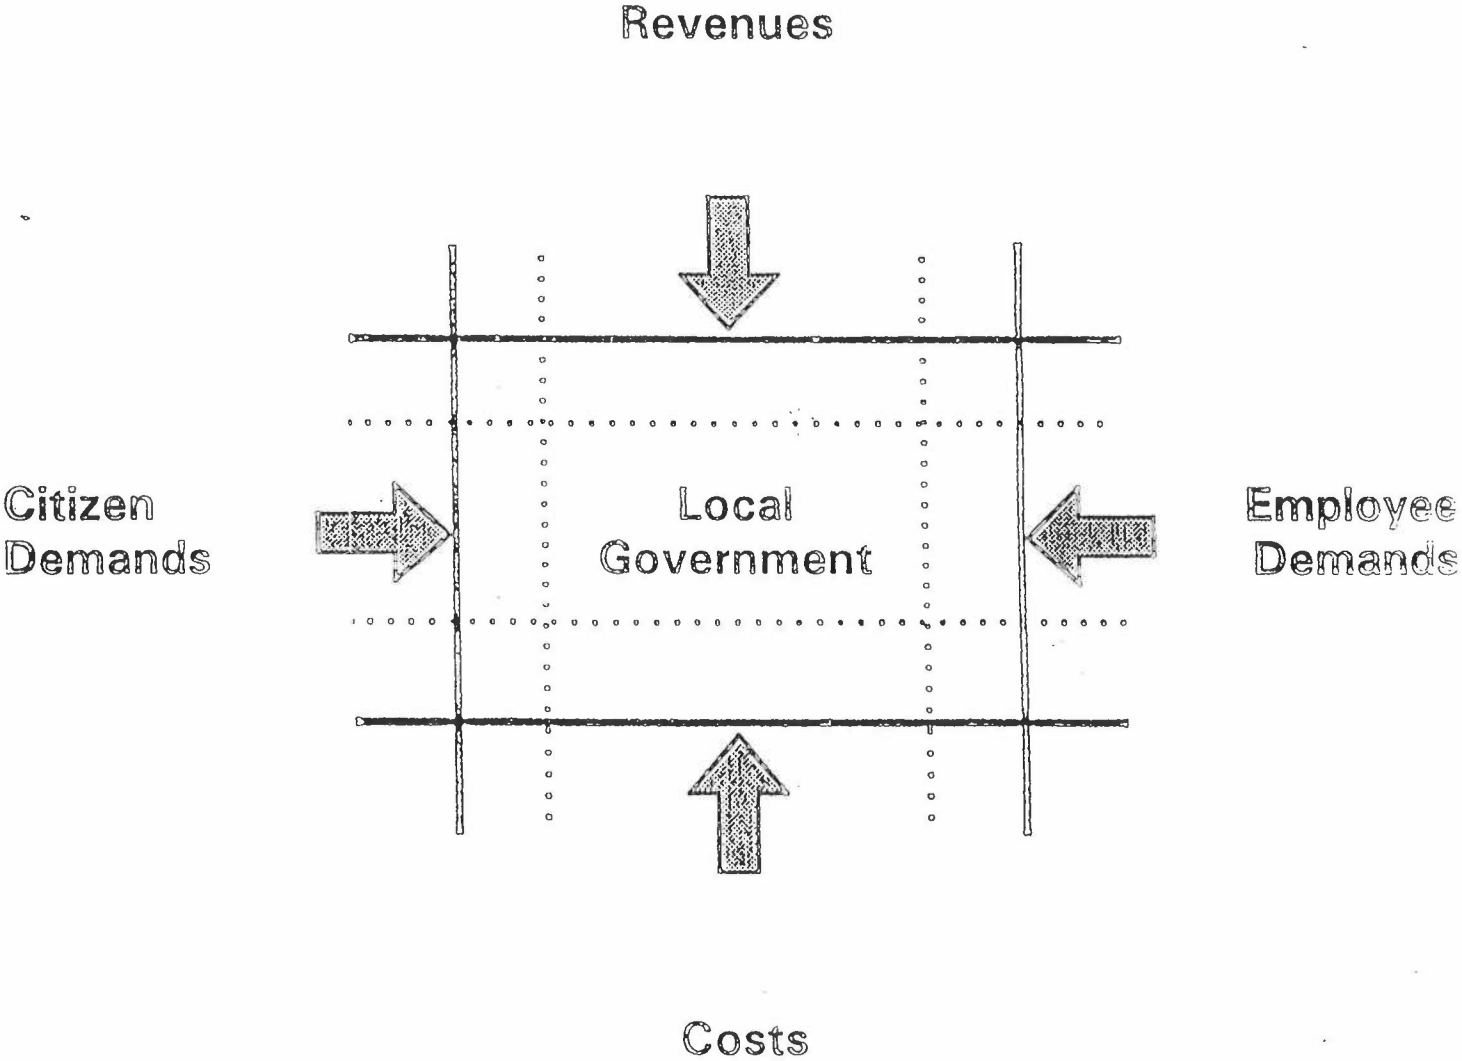 Revenues
Citizen
Demands
Local
Government
Employee
Demands
Costs